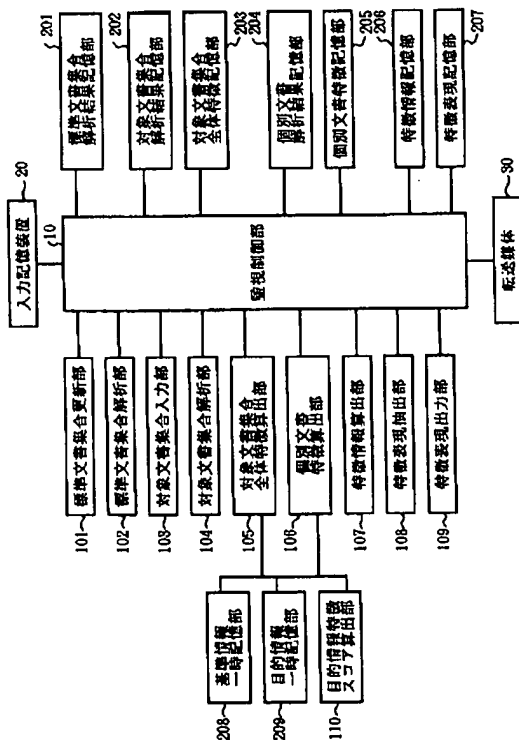 入力記憶装置
20
10
監視制御部
転送媒体
30
101
標準文書集合更新部
102
標準文書集合解析部
103
対象文書集合入力部
104
対象文書集合解析部
105
対象文書集合
全体特徴算出部
106
個別文書
特徴算出部
107
特徴情報算出部
108
特徴表現抽出部
109
特徴表現出力部
201
標準文書集合
解析結果記憶部
202
対象文書集合
解析結果記憶部
203
対象文書集合
全体特徴記憶部
204
個別文書
解析結果記憶部
205
個別文書特徴記憶部
206
特徴情報記憶部
207
特徴表現記憶部
208
基準情報
一時記憶部
209
目的情報
一時記憶部
110
目的情報特徴
スコア算出部